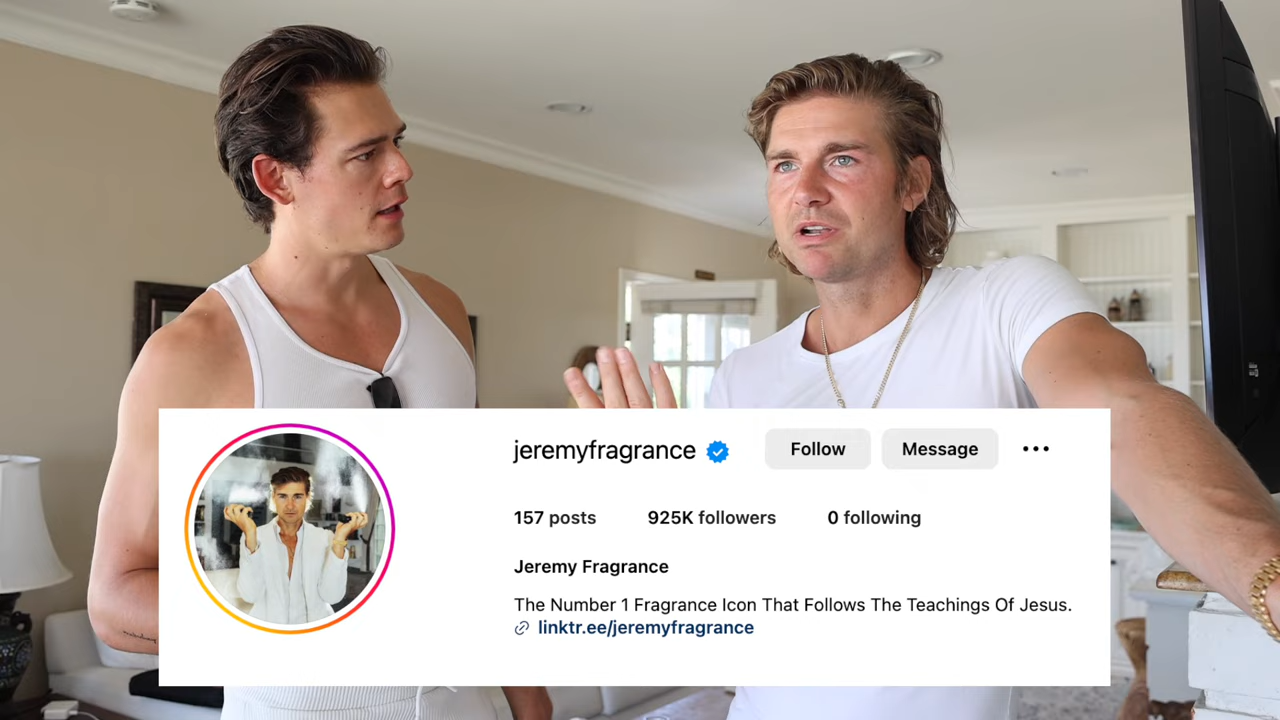 jeremyfragrance
Follow
Message
157 posts
925K followers
0 following
Jeremy Fragrance
The Number 1 Fragrance Icon That Follows The Teachings Of Jesus.
linktr.ee/jeremyfragrance